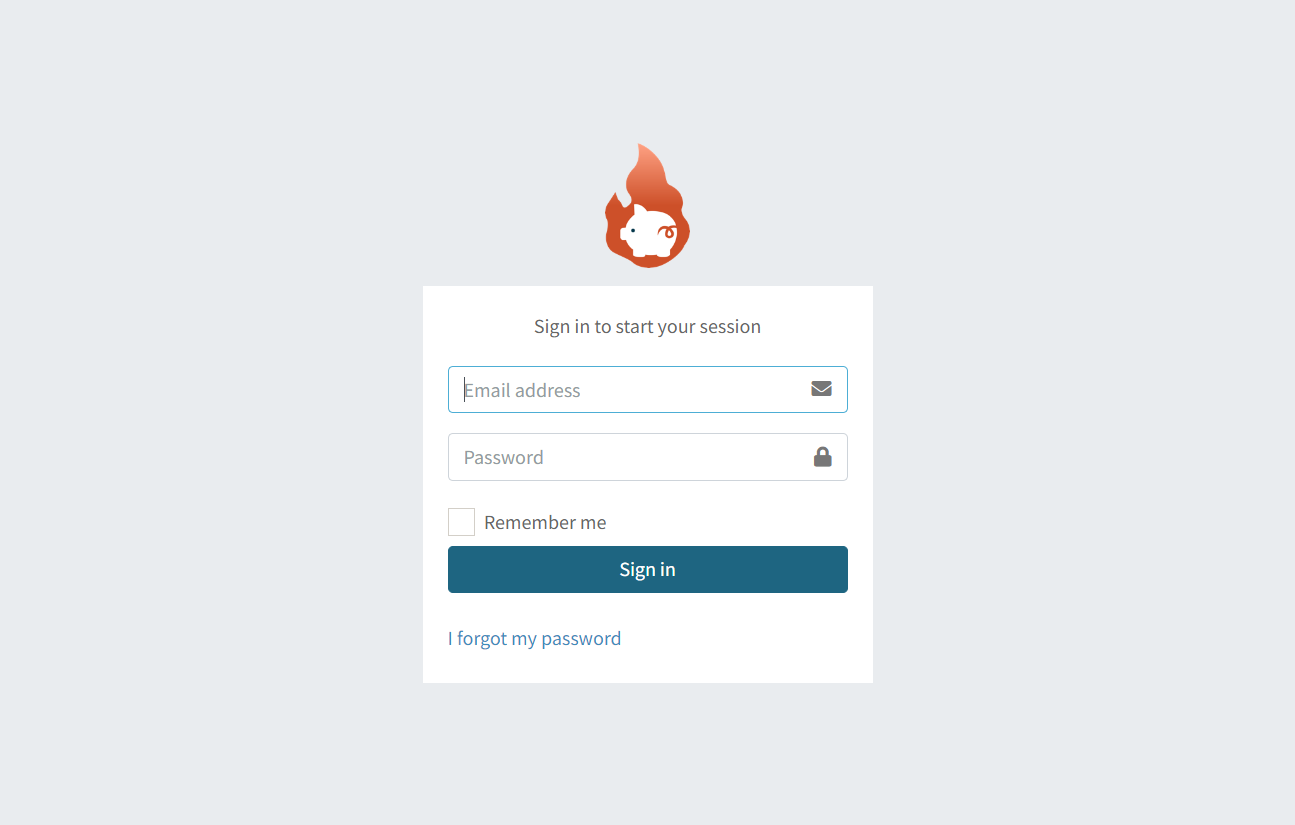 Sign in to start your session
Email address
Password
Remember me
Sign in
I forgot my password